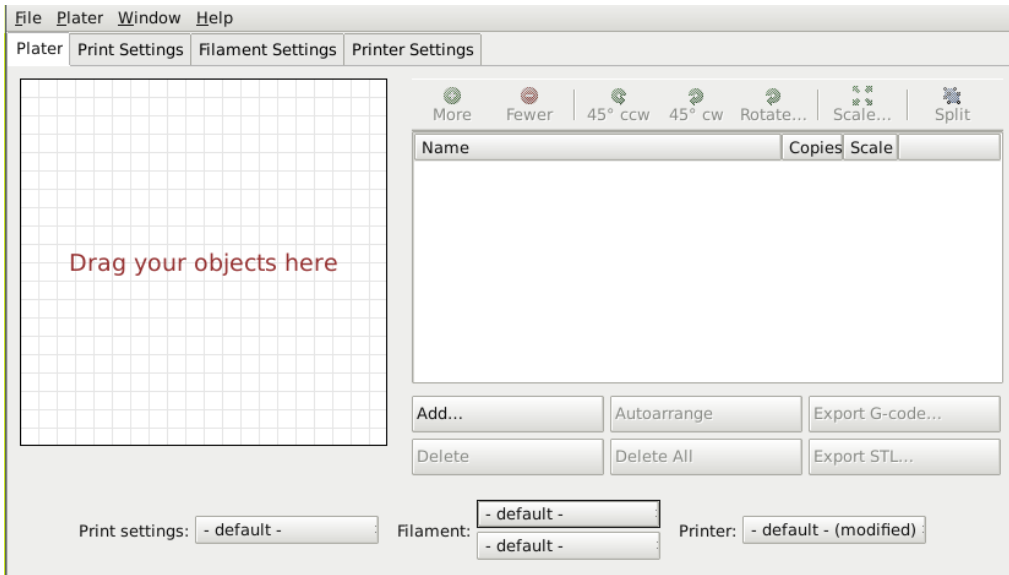 File Plater Window Help
Plater Print Settings Filament Settings Printer Settings
More Fewer 45° ccw 45° cw Rotate... Scale... Split
Name Copies Scale
Drag your objects here
Add... Autoarrange Export G-code...
Delete Delete All Export STL...
Print settings: - default - Filament: - default - Printer: - default - (modified)
- default -